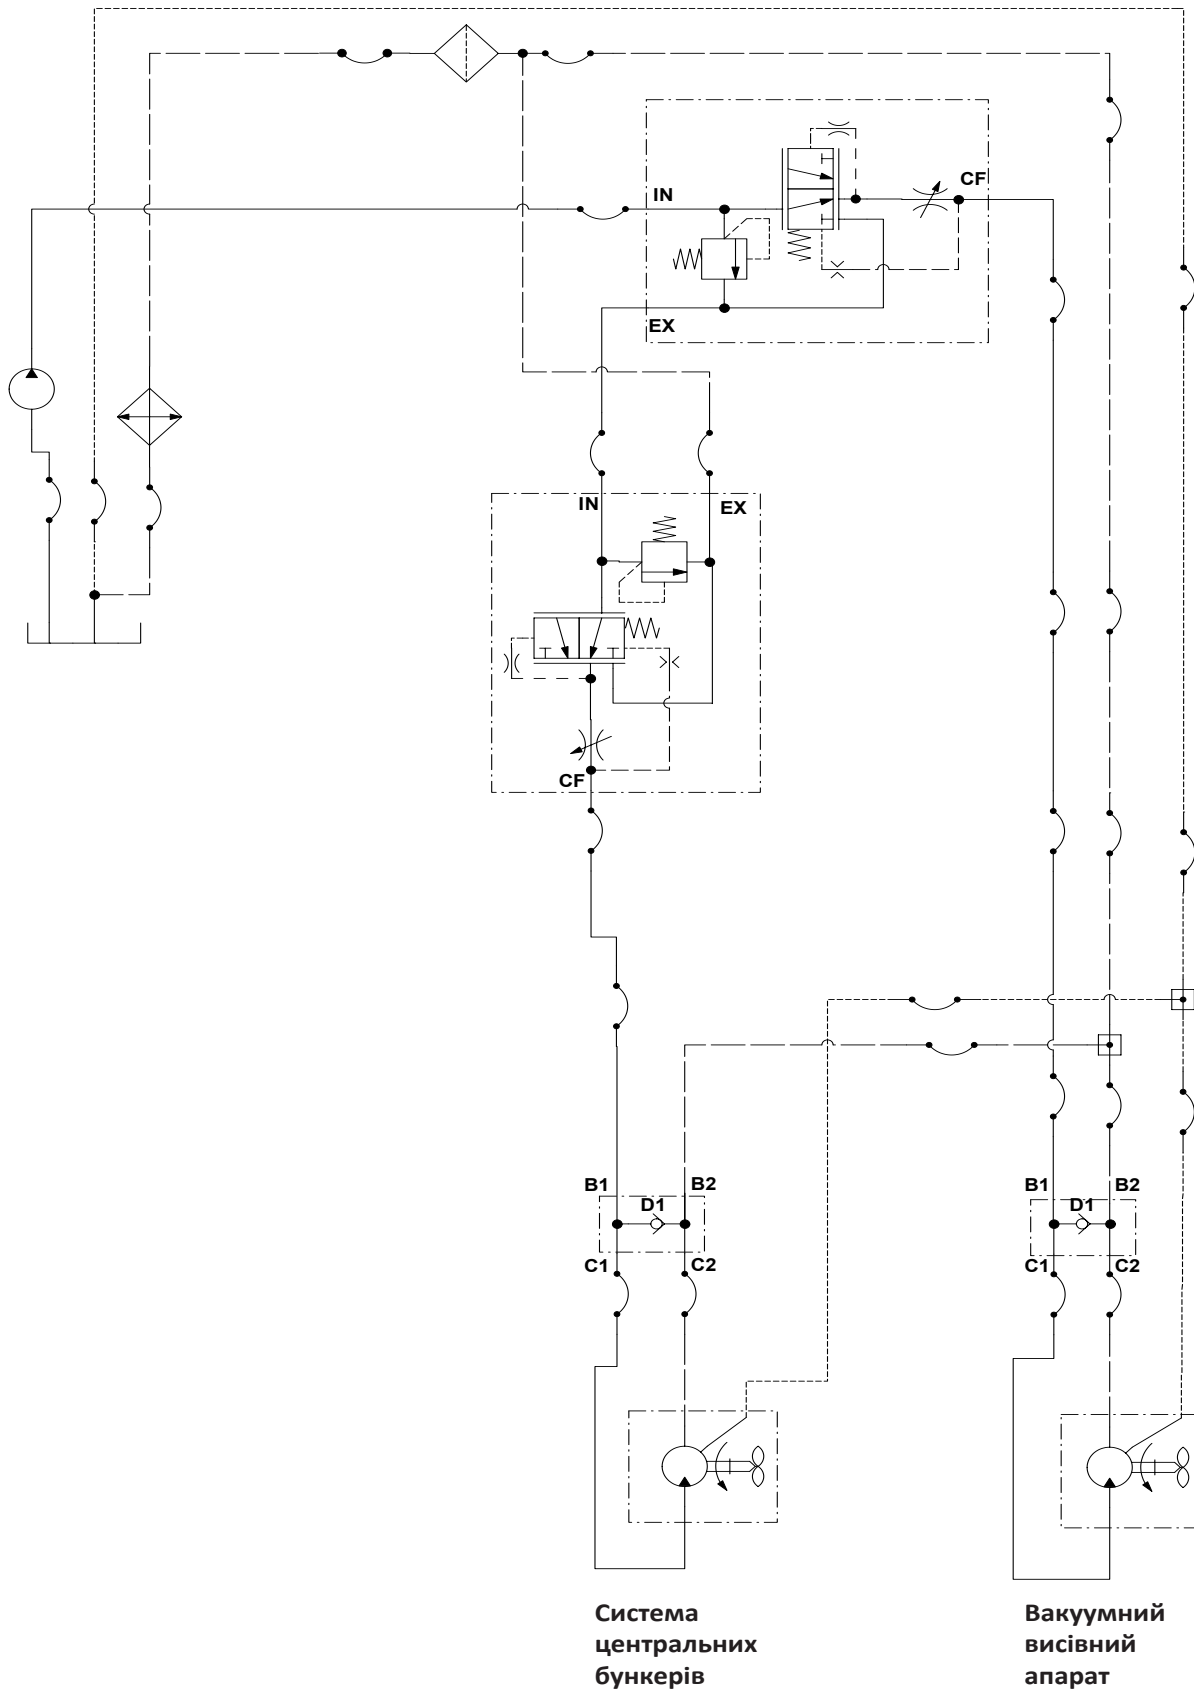 IN
CF
EX
IN
EX
CF
B1
B2
D1
C1
C2
B1
B2
D1
C1
C2
Система
центральних
бункерів
Вакуумний
висівний
апарат